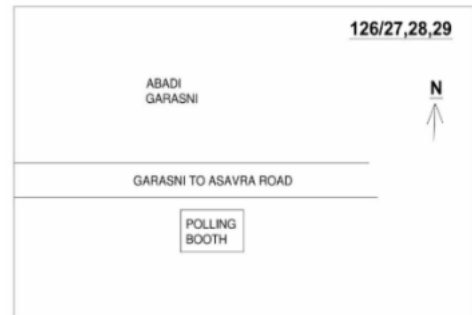 126/27,28,29
ABADI
GARASNI
N
GARASNI TO ASAVRA ROAD
POLLING
BOOTH